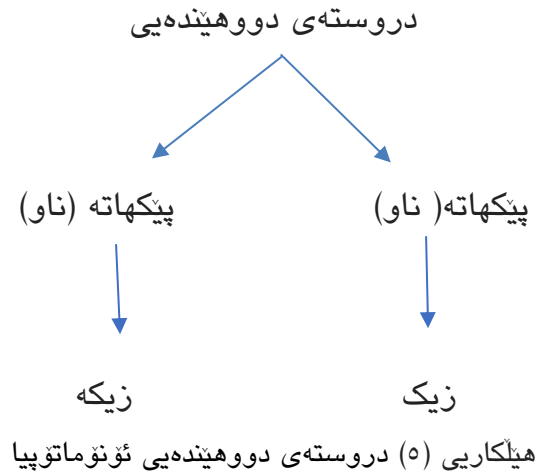 دروستەی دووهێندەیی
پێکهاتە( ناو) پێکهاتە (ناو)
زیک زیکە
هێڵکاریی (٥) دروستەی دووهێندەیی ئۆنۆماتۆپیا